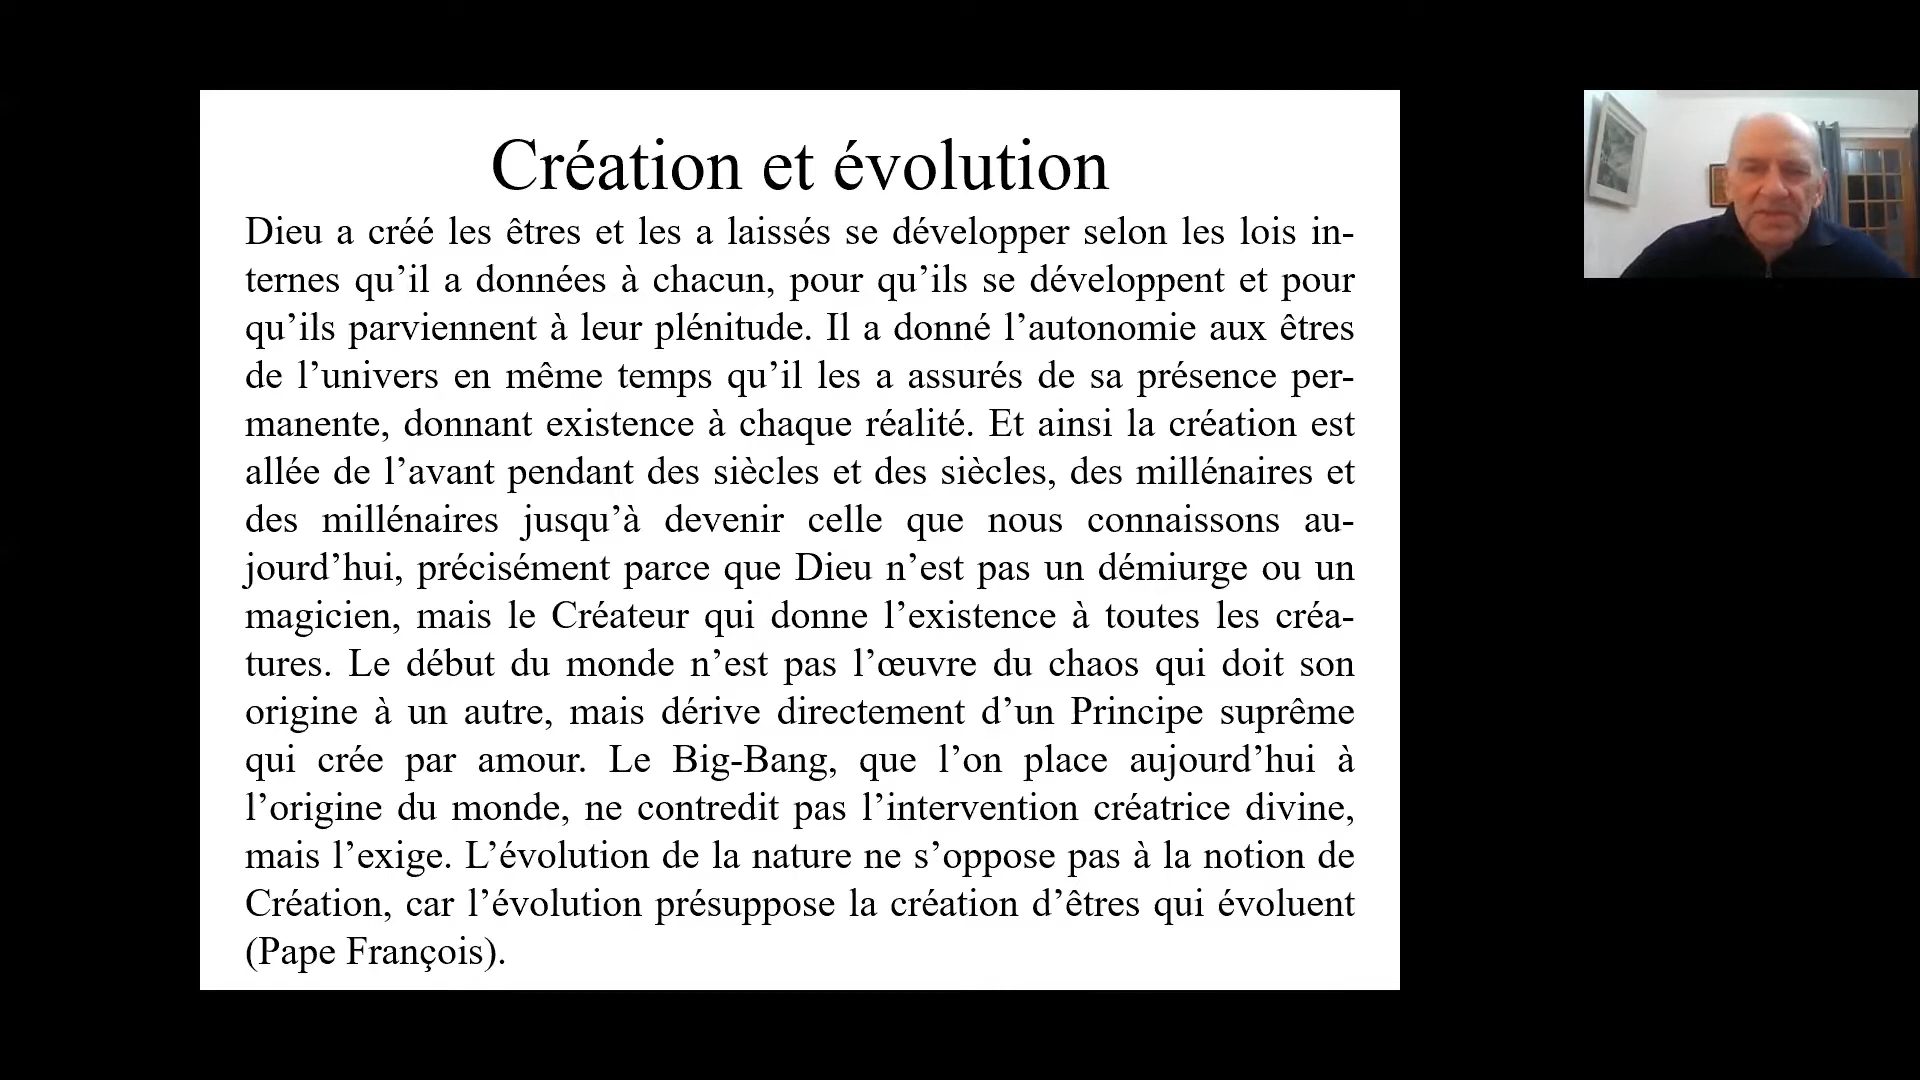 Création et évolution
Dieu a créé les êtres et les a laissés se développer selon les lois in-
ternes qu’il a données à chacun, pour qu’ils se développent et pour
qu’ils parviennent à leur plénitude. Il a donné l’autonomie aux êtres
de l’univers en même temps qu’il les a assurés de sa présence per-
manente, donnant existence à chaque réalité. Et ainsi la création est
allée de l’avant pendant des siècles et des siècles, des millénaires et
des millénaires jusqu’à devenir celle que nous connaissons au-
jourd’hui, précisément parce que Dieu n’est pas un démiurge ou un
magicien, mais le Créateur qui donne l’existence à toutes les créa-
tures. Le début du monde n’est pas l’œuvre du chaos qui doit son
origine à un autre, mais dérive directement d’un Principe suprême
qui crée par amour. Le Big-Bang, que l’on place aujourd’hui à
l’origine du monde, ne contredit pas l’intervention créatrice divine,
mais l’exige. L’évolution de la nature ne s’oppose pas à la notion de
Création, car l’évolution présuppose la création d’êtres qui évoluent
(Pape François).